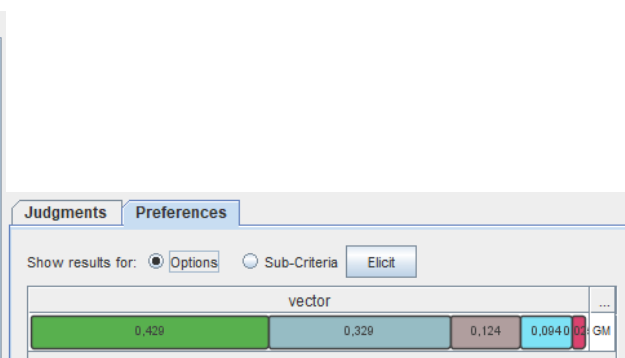 Judgments Preferences
Show results for: Options Sub-Criteria Elicit
vector ...
0,429 0,329 0,124 0,094 GM